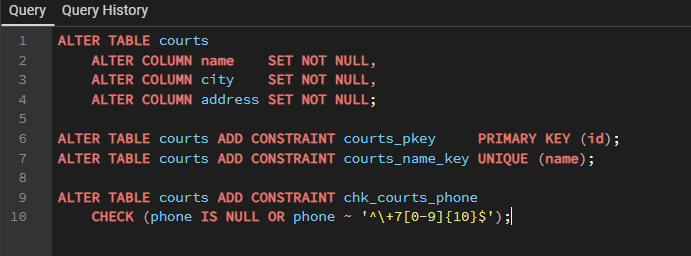 Query Query History
1 ALTER TABLE courts
2 ALTER COLUMN name SET NOT NULL,
3 ALTER COLUMN city SET NOT NULL,
4 ALTER COLUMN address SET NOT NULL;
5
6 ALTER TABLE courts ADD CONSTRAINT courts_pkey PRIMARY KEY (id);
7 ALTER TABLE courts ADD CONSTRAINT courts_name_key UNIQUE (name);
8
9 ALTER TABLE courts ADD CONSTRAINT chk_courts_phone
10 CHECK (phone IS NULL OR phone ~ '^\+7[0-9]{10}$');